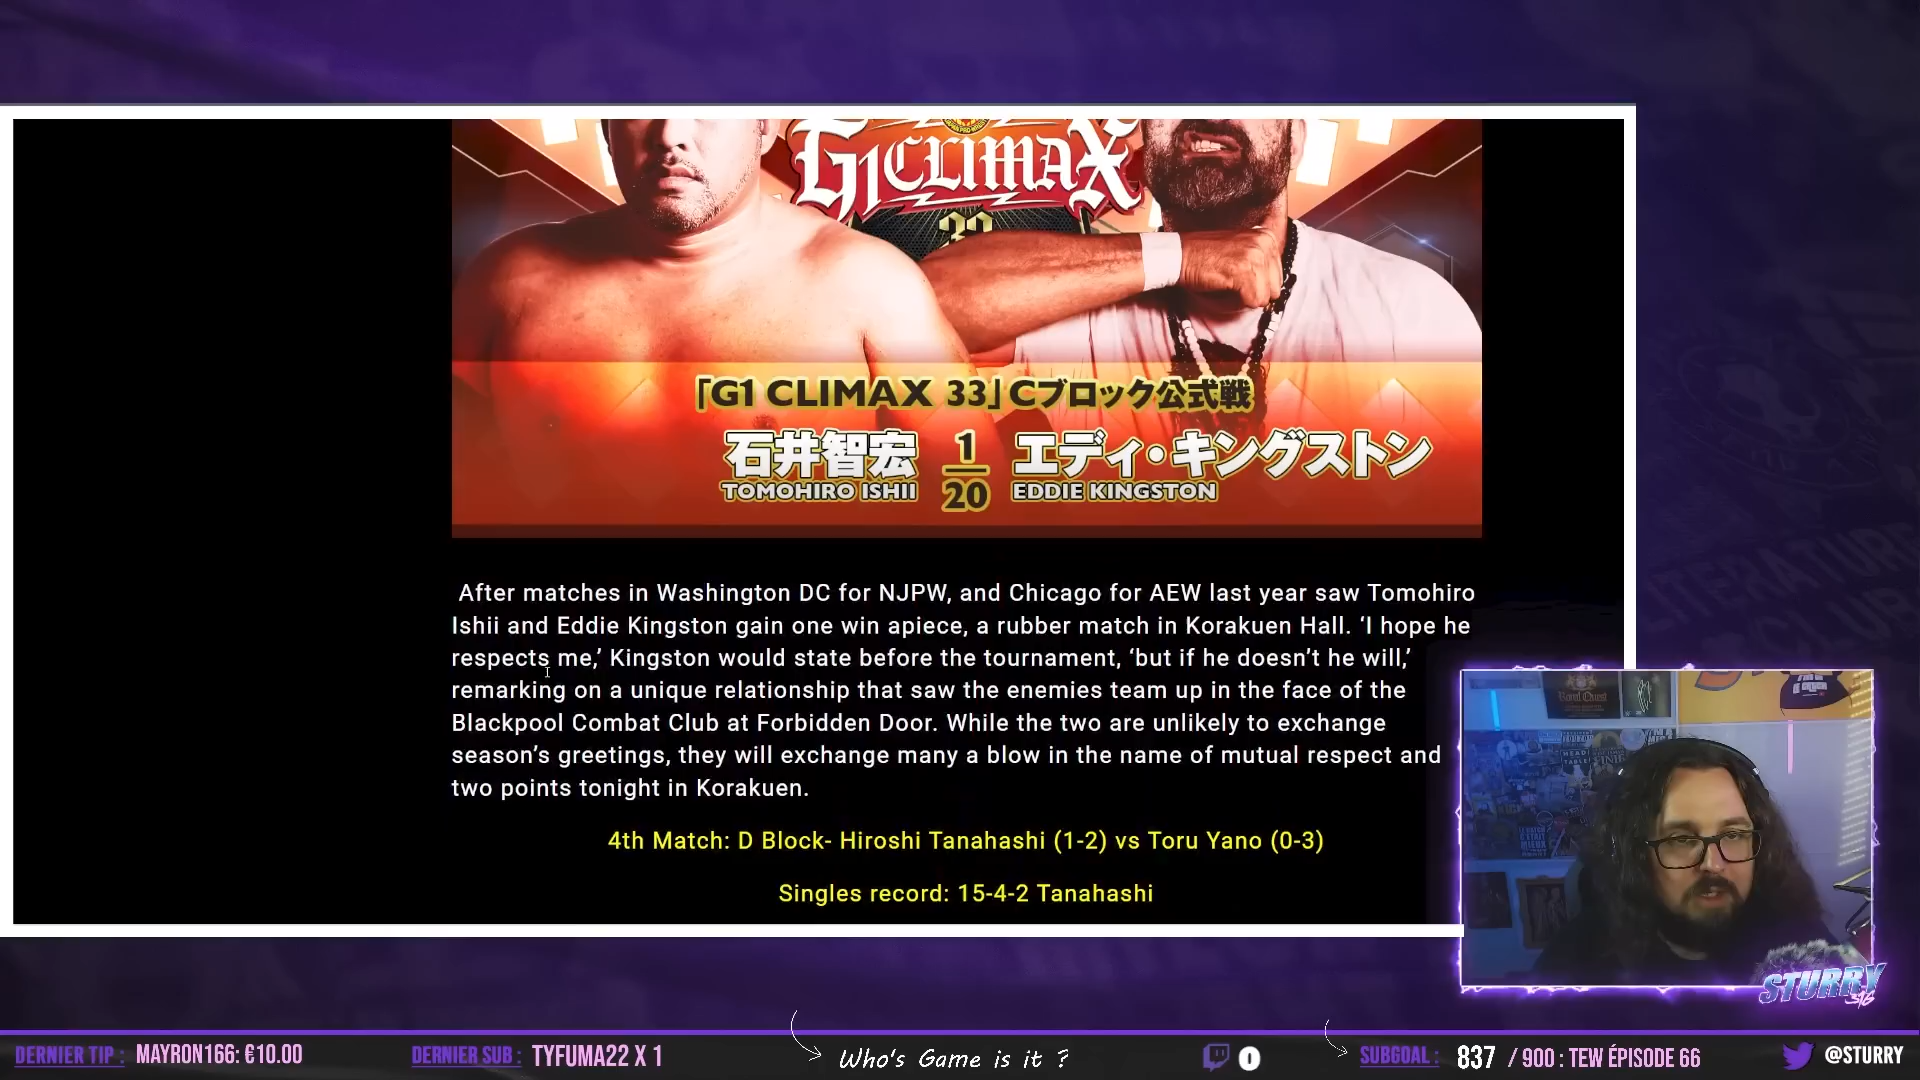 G1 CLIMAX
33
「G1 CLIMAX 33」Cブロック公式戦
石井智宏 1/20 エディ・キングストン
TOMOHIRO ISHII EDDIE KINGSTON
After matches in Washington DC for NJPW, and Chicago for AEW last year saw Tomohiro
Ishii and Eddie Kingston gain one win apiece, a rubber match in Korakuen Hall. ‘I hope he
respects me,’ Kingston would state before the tournament, ‘but if he doesn’t he will,’
remarking on a unique relationship that saw the enemies team up in the face of the
Blackpool Combat Club at Forbidden Door. While the two are unlikely to exchange
season’s greetings, they will exchange many a blow in the name of mutual respect and
two points tonight in Korakuen.
4th Match: D Block- Hiroshi Tanahashi (1-2) vs Toru Yano (0-3)
Singles record: 15-4-2 Tanahashi
STURRY
316
DERNIER TIP : MAYRON166: €10.00
DERNIER SUB : TYFUMA22 X 1
Who's Game is it ?
0
SUBGOAL : 837 / 900 : TEW ÉPISODE 66
@STURRY